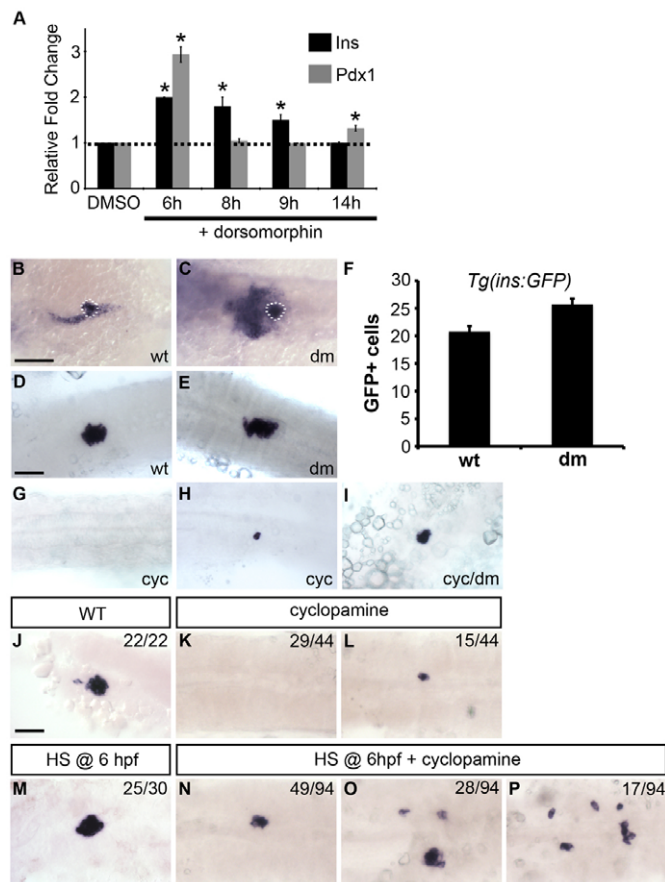 A
Relative Fold Change
3
2
1
0
Ins
Pdx1
* * * * *
DMSO 6h 8h 9h 14h
+ dorsomorphin
B wt
C dm
D wt
E dm
F
Tg(ins:GFP)
GFP+ cells
30
25
20
15
10
5
0
wt dm
G cyc
H cyc
I cyc/dm
WT
cyclopamine
J 22/22
K 29/44
L 15/44
HS @ 6 hpf
HS @ 6hpf + cyclopamine
M 25/30
N 49/94
O 28/94
P 17/94